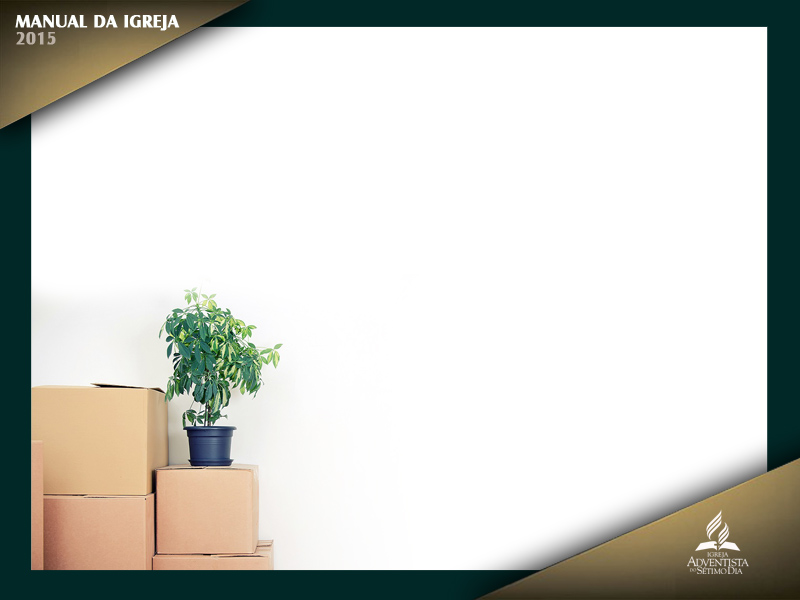 MANUAL DA IGREJA
2015
IGREJA
ADVENTISTA
DO SÉTIMO DIA